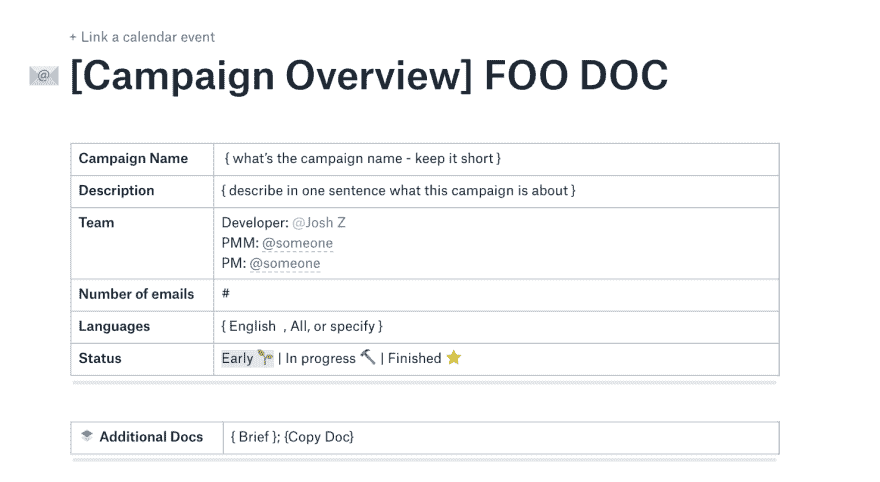 + Link a calendar event
[Campaign Overview] FOO DOC
Campaign Name { what's the campaign name - keep it short }
Description { describe in one sentence what this campaign is about }
Team Developer: @Josh Z
PMM: @someone
PM: @someone
Number of emails #
Languages { English , All, or specify }
Status Early | In progress 🔨 | Finished ⭐
Additional Docs { Brief }; {Copy Doc}